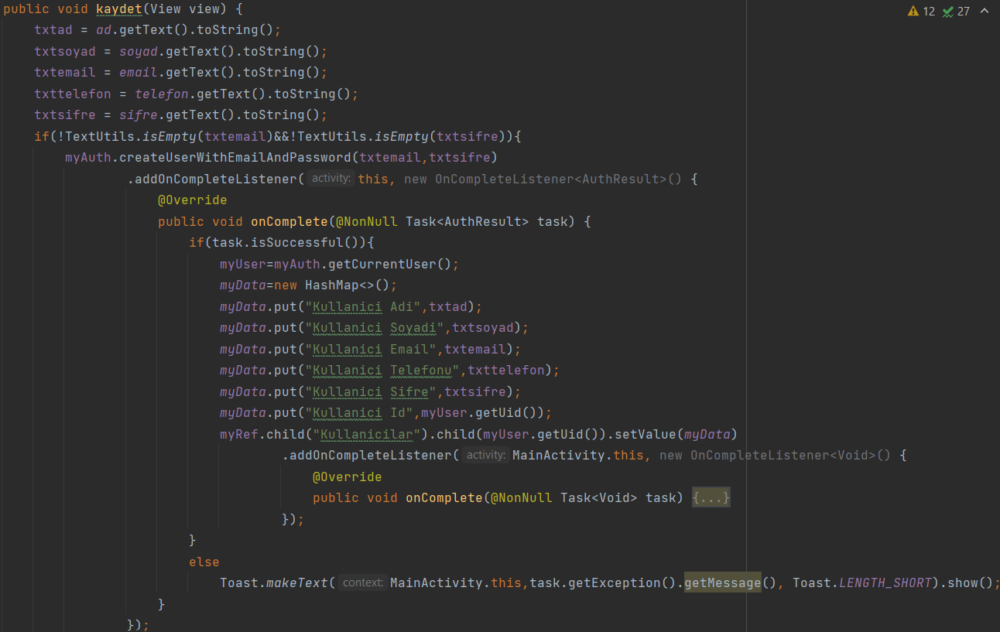 public void kaydet(View view) {
12 27
txtad = ad.getText().toString();
txtsoyad = soyad.getText().toString();
txtemail = email.getText().toString();
txttelefon = telefon.getText().toString();
txtsifre = sifre.getText().toString();
if(!TextUtils.isEmpty(txtemail)&&!TextUtils.isEmpty(txtsifre)){
myAuth.createUserWithEmailAndPassword(txtemail,txtsifre)
.addOnCompleteListener( activity: this, new OnCompleteListener<AuthResult>() {
@Override
public void onComplete(@NonNull Task<AuthResult> task) {
if(task.isSuccessful()){
myUser=myAuth.getCurrentUser();
myData=new HashMap<>();
myData.put("Kullanici Adi",txtad);
myData.put("Kullanici Soyadi",txtsoyad);
myData.put("Kullanici Email",txtemail);
myData.put("Kullanici Telefonu",txttelefon);
myData.put("Kullanici Sifre",txtsifre);
myData.put("Kullanici Id",myUser.getUid());
myRef.child("Kullanicilar").child(myUser.getUid()).setValue(myData)
.addOnCompleteListener( activity: MainActivity.this, new OnCompleteListener<Void>() {
@Override
public void onComplete(@NonNull Task<Void> task) {...}
});
}
else
Toast.makeText( context: MainActivity.this,task.getException().getMessage(), Toast.LENGTH_SHORT).show();
}
});